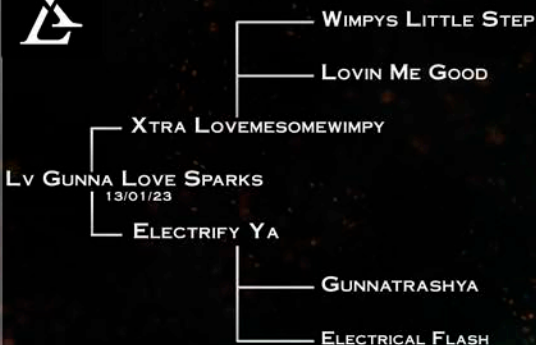 Wimpys Little Step
Lovin Me Good
Xtra Lovemesomewimpy
Lv Gunna Love Sparks
13/01/23
Electrify Ya
Gunnatrashya
Electrical Flash